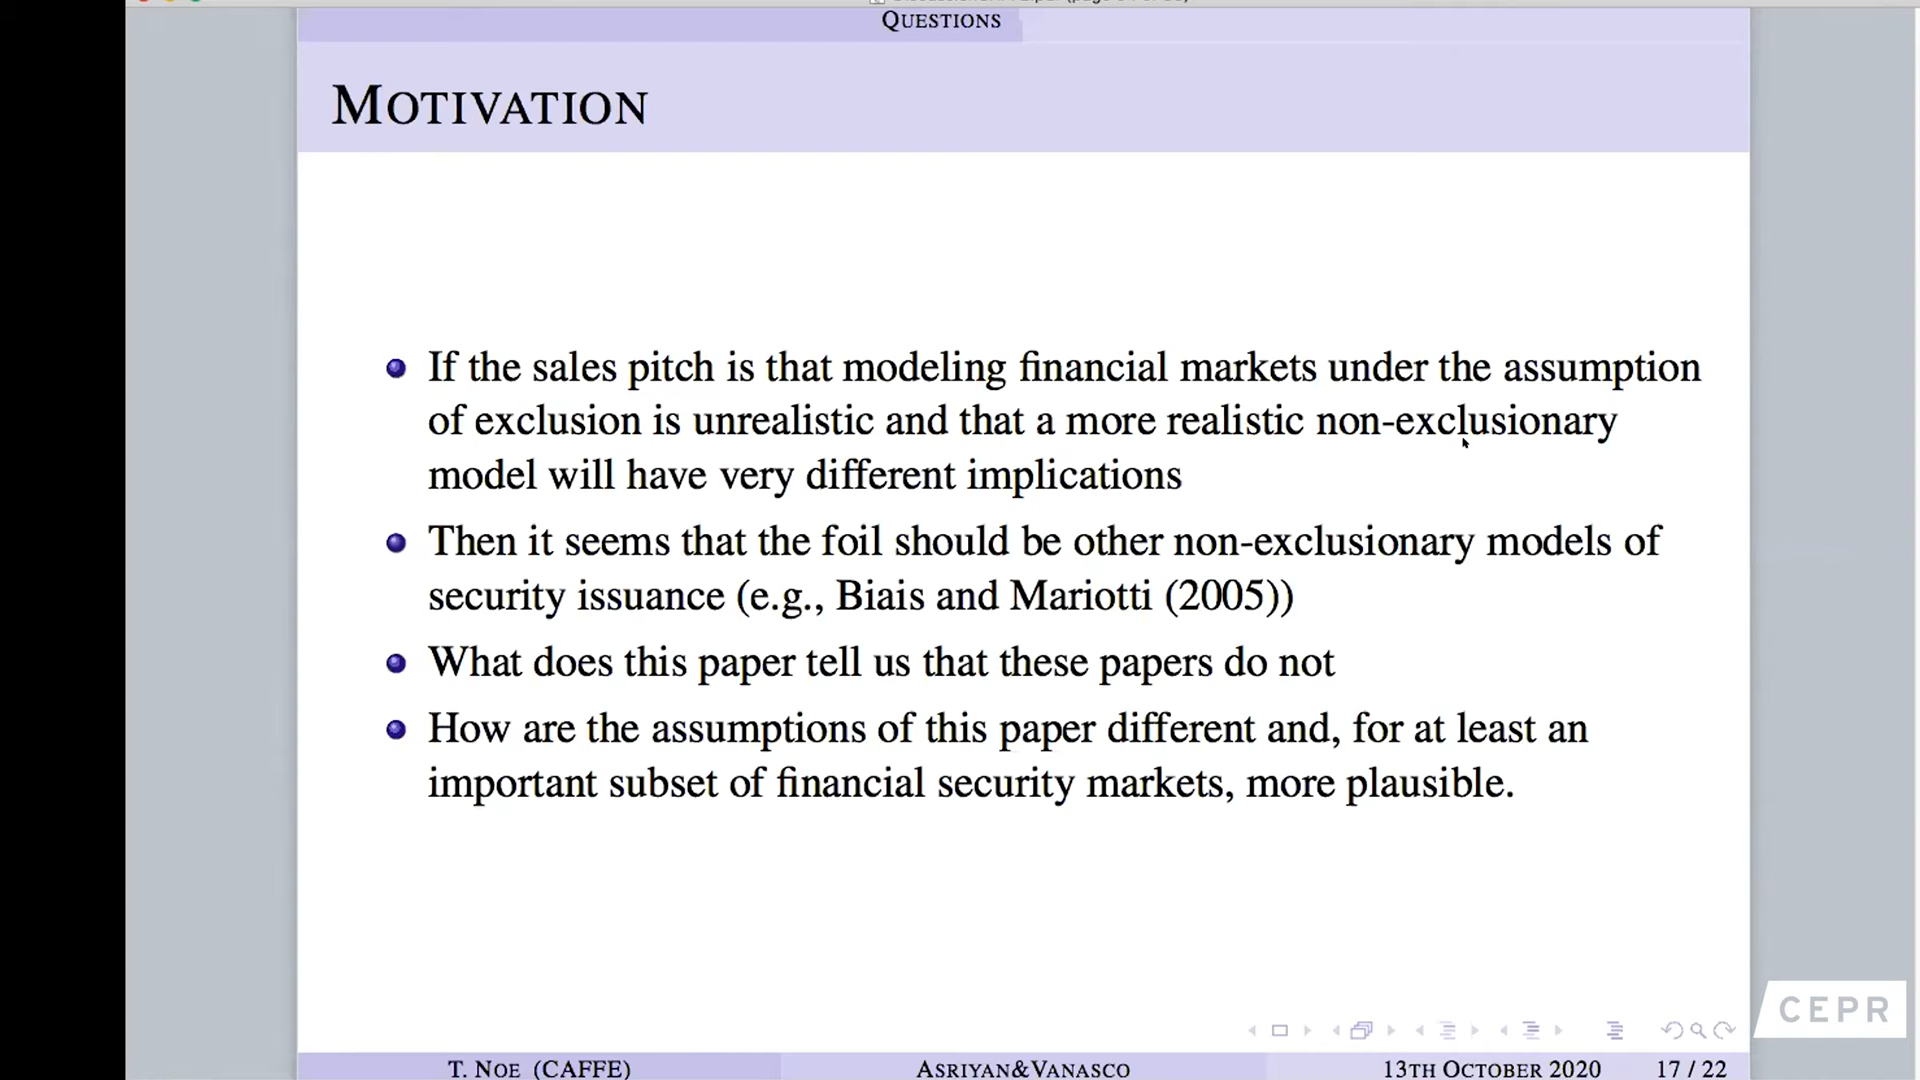 QUESTIONS
MOTIVATION
If the sales pitch is that modeling financial markets under the assumption
of exclusion is unrealistic and that a more realistic non-exclusionary
model will have very different implications
Then it seems that the foil should be other non-exclusionary models of
security issuance (e.g., Biais and Mariotti (2005))
What does this paper tell us that these papers do not
How are the assumptions of this paper different and, for at least an
important subset of financial security markets, more plausible.
CEPR
T. NOE (CAFFE) ASRIYAN&VANASCO 13TH OCTOBER 2020 17 / 22